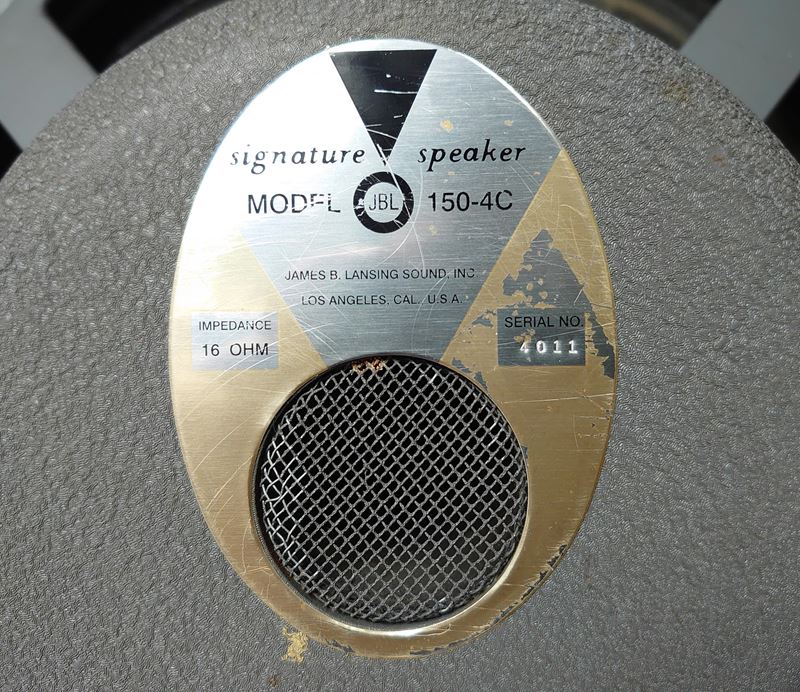 signature speaker
MODEL JBL 150-4C
JAMES B. LANSING SOUND, INC.
LOS ANGELES, CAL., U.S.A.
IMPEDANCE
16 OHM
SERIAL NO.
4011